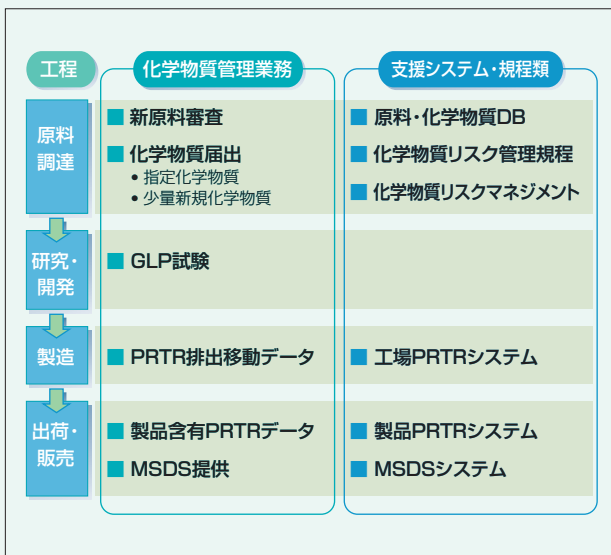 工程
化学物質管理業務
支援システム・規程類
原料
調達
■ 新原料審査
■ 化学物質届出
• 指定化学物質
• 少量新規化学物質
■ 原料・化学物質DB
■ 化学物質リスク管理規程
■ 化学物質リスクマネジメント
研究・
開発
■ GLP試験
製造
■ PRTR排出移動データ
■ 工場PRTRシステム
出荷・
販売
■ 製品含有PRTRデータ
■ MSDS提供
■ 製品PRTRシステム
■ MSDSシステム